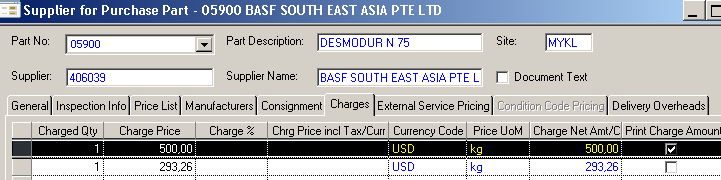 Supplier for Purchase Part - 05900 BASF SOUTH EAST ASIA PTE LTD
Part No: 05900 Part Description: DESMODUR N 75 Site: MYKL
Supplier: 406039 Supplier Name: BASF SOUTH EAST ASIA PTE L Document Text
General Inspection Info Price List Manufacturers Consignment Charges External Service Pricing Condition Code Pricing Delivery Overheads
Charged Qty Charge Price Charge % Chrg Price incl Tax/Curr Currency Code Price UoM Charge Net Amt/C Print Charge Amount
1 500,00 USD kg 500,00
1 293,26 USD kg 293,26